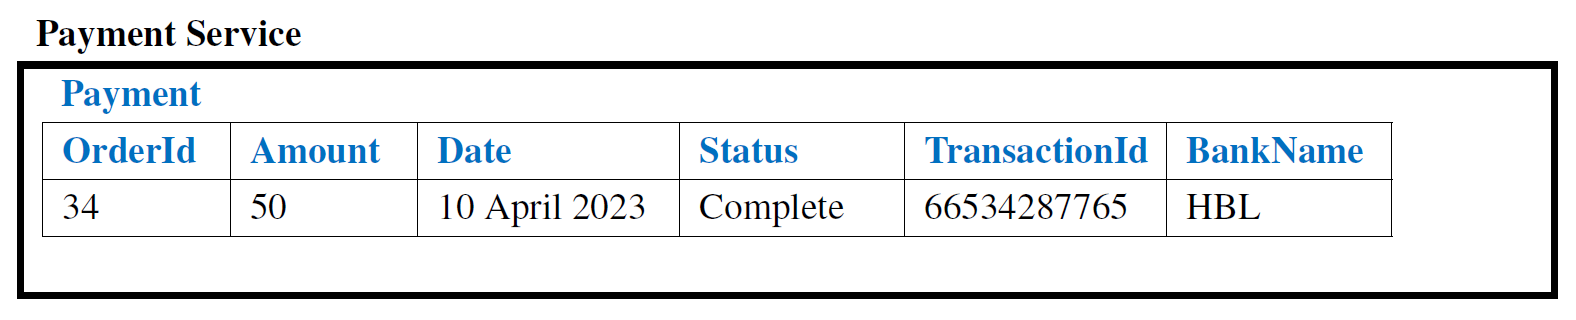 Payment Service
Payment
OrderId Amount Date Status TransactionId BankName
34 50 10 April 2023 Complete 66534287765 HBL